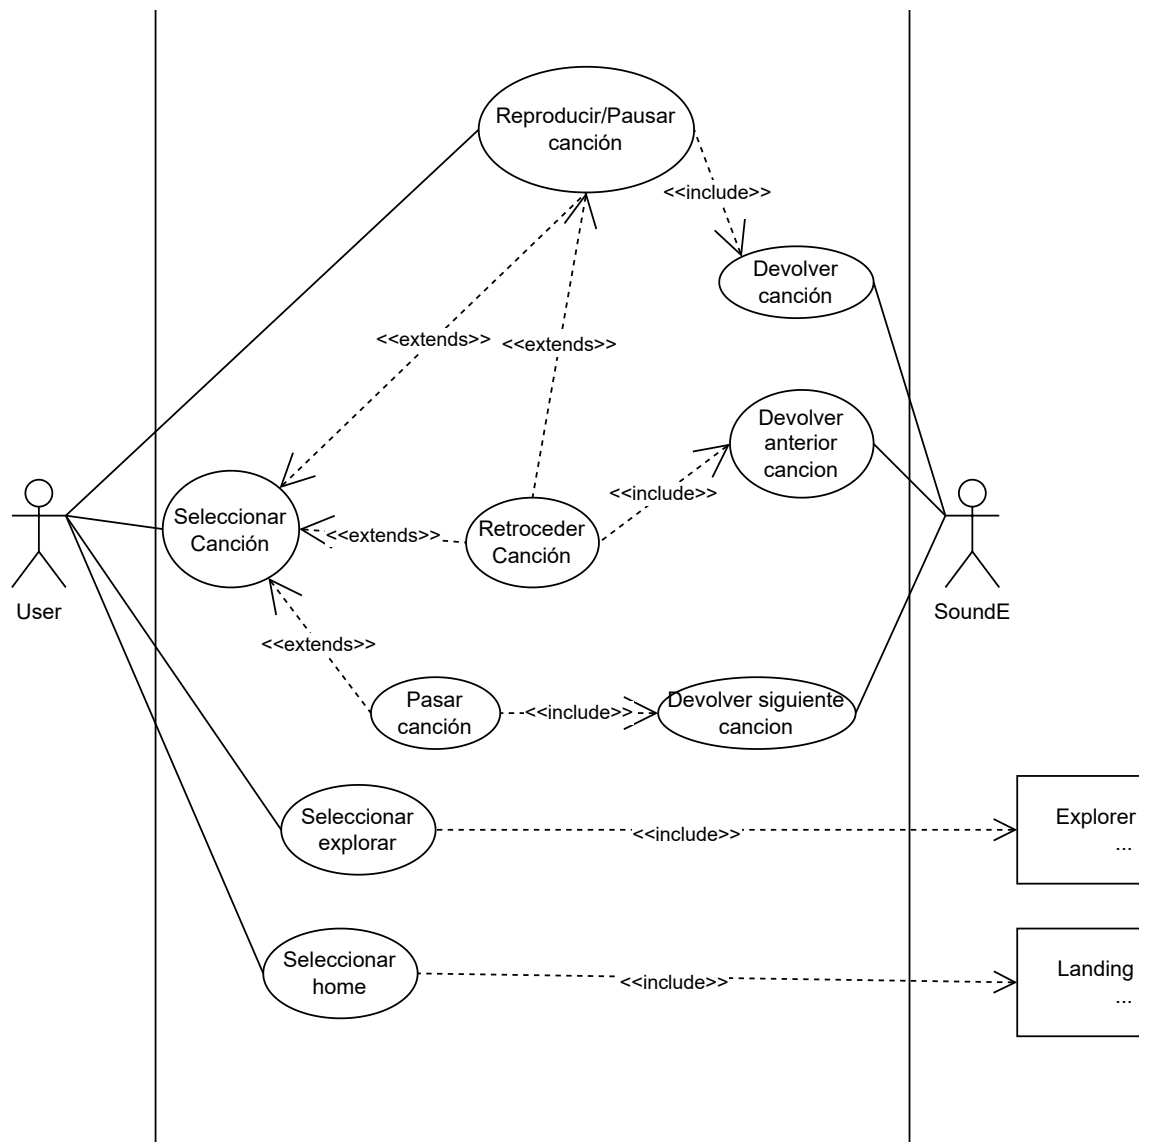 Reproducir/Pausar
canción
<<include>>
Devolver
canción
<<extends>>
<<extends>>
Devolver
anterior
cancion
<<include>>
Seleccionar
Canción
<<extends>>
Retroceder
Canción
User
SoundE
<<extends>>
Pasar
canción
<<include>>
Devolver siguiente
cancion
Seleccionar
explorar
<<include>>
Explorer
...
Seleccionar
home
<<include>>
Landing
...